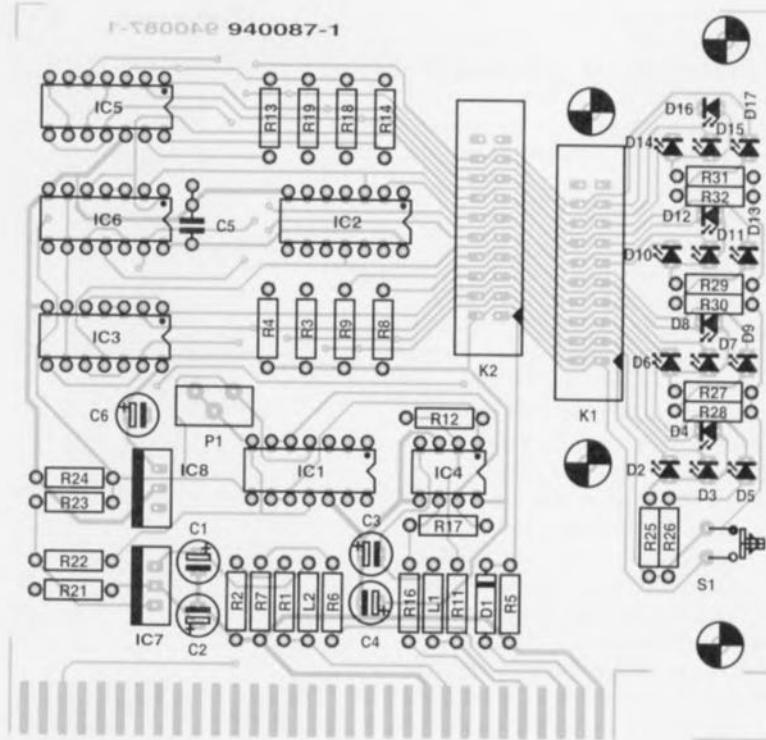 940087-1 940087-1
D17
D16
IC5
R13
R19
R18
R14
D15
D14
R31
R32
IC6
C5
IC2
D12
D13
D11
D10
R29
R30
IC3
R4
R3
R9
R8
D8
D9
D7
K2
D6
R27
R28
C6
P1
R12
K1
D4
R24
IC8
IC1
IC4
D2
D3
D5
R23
C1
C3
R17
R25
R26
R22
R21
R2
R7
R1
L2
R6
R16
L1
R11
D1
R5
S1
IC7
C2
C4